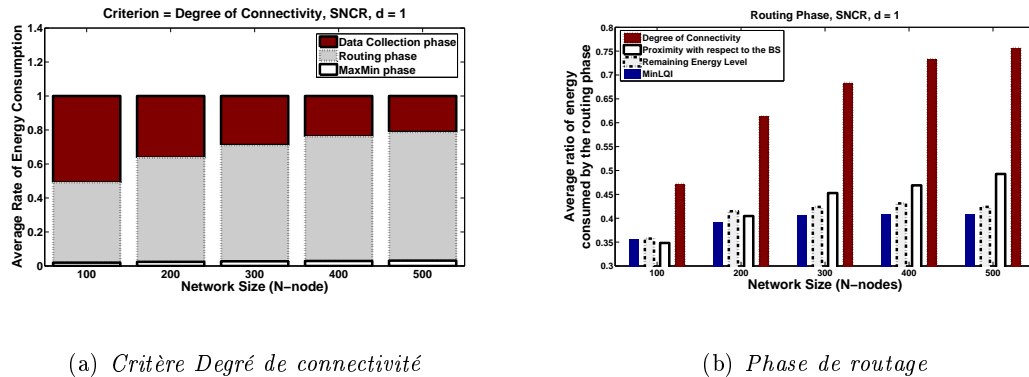 Criterion = Degree of Connectivity, SNCR, d = 1
Average Rate of Energy Consumption
1.4
1.2
1
0.8
0.6
0.4
0.2
0
Data Collection phase
Routing phase
MaxMin phase
100 200 300 400 500
Network Size (N−node)
(a) Critère Degré de connectivité
Routing Phase, SNCR, d = 1
Average ratio of energy
consumed by the routing phase
0.8
0.75
0.7
0.65
0.6
0.55
0.5
0.45
0.4
0.35
0.3
Degree of Connectivity
Proximity with respect to the BS
Remaining Energy Level
MinLQI
100 200 300 400 500
Network Size (N−nodes)
(b) Phase de routage